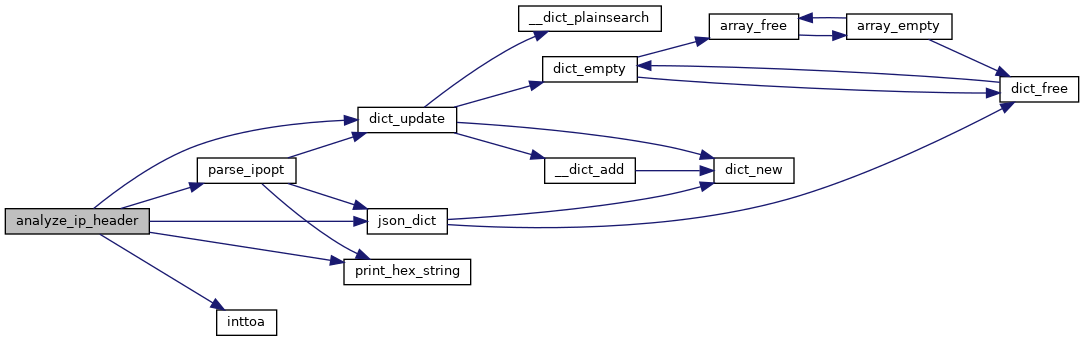 __dict_plainsearch
array_free
array_empty
dict_empty
dict_free
dict_update
parse_ipopt
__dict_add
dict_new
analyze_ip_header
json_dict
print_hex_string
inttoa